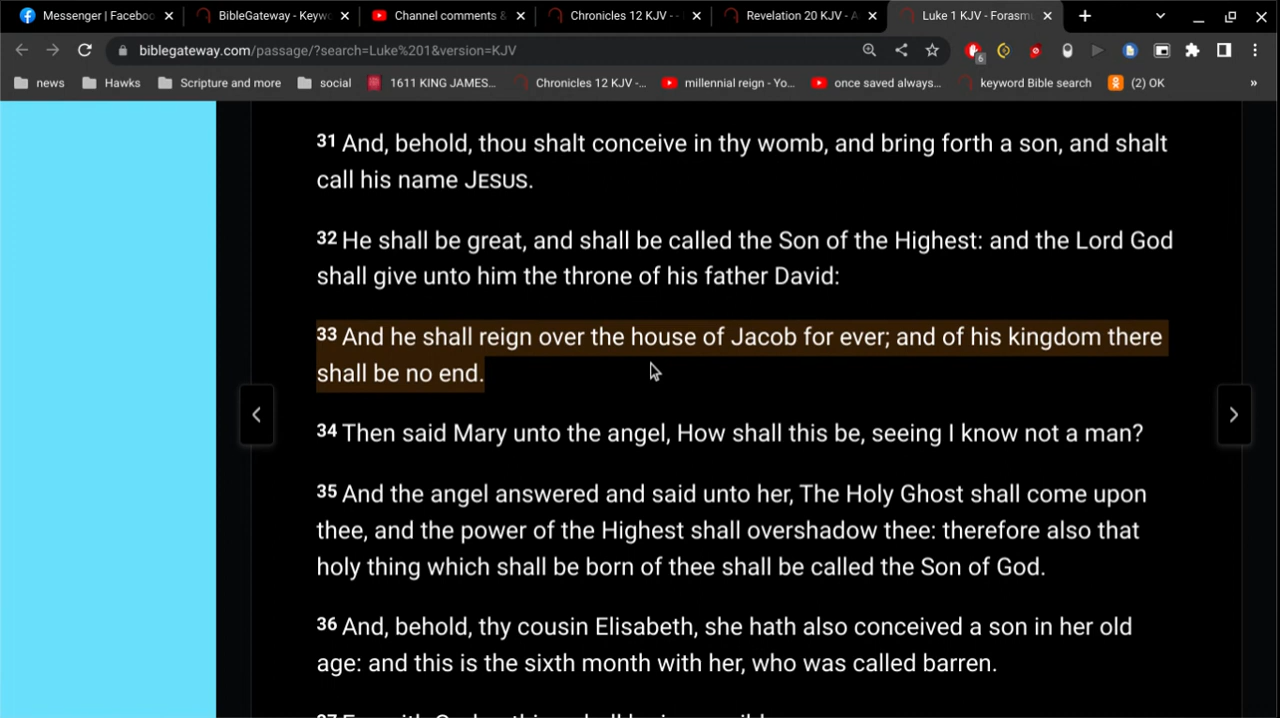 Messenger | Faceboo
BibleGateway - Keyw
Channel comments &
Chronicles 12 KJV - -
Revelation 20 KJV - A
Luke 1 KJV - Forasmu
biblegateway.com/passage/?search=Luke%201&version=KJV
6
news
Hawks
Scripture and more
social
1611 KING JAMES...
Chronicles 12 KJV -...
millennial reign - Yo...
once saved always...
keyword Bible search
(2) OK
»
31 And, behold, thou shalt conceive in thy womb, and bring forth a son, and shalt
call his name JESUS.
32 He shall be great, and shall be called the Son of the Highest: and the Lord God
shall give unto him the throne of his father David:
33 And he shall reign over the house of Jacob for ever; and of his kingdom there
shall be no end.
34 Then said Mary unto the angel, How shall this be, seeing I know not a man?
35 And the angel answered and said unto her, The Holy Ghost shall come upon
thee, and the power of the Highest shall overshadow thee: therefore also that
holy thing which shall be born of thee shall be called the Son of God.
36 And, behold, thy cousin Elisabeth, she hath also conceived a son in her old
age: and this is the sixth month with her, who was called barren.